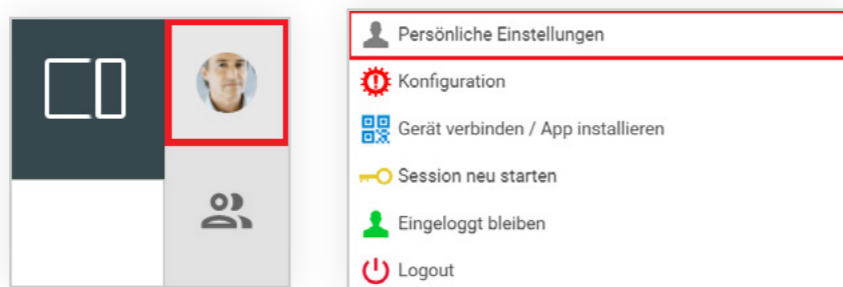 Persönliche Einstellungen
Konfiguration
Gerät verbinden / App installieren
Session neu starten
Eingeloggt bleiben
Logout